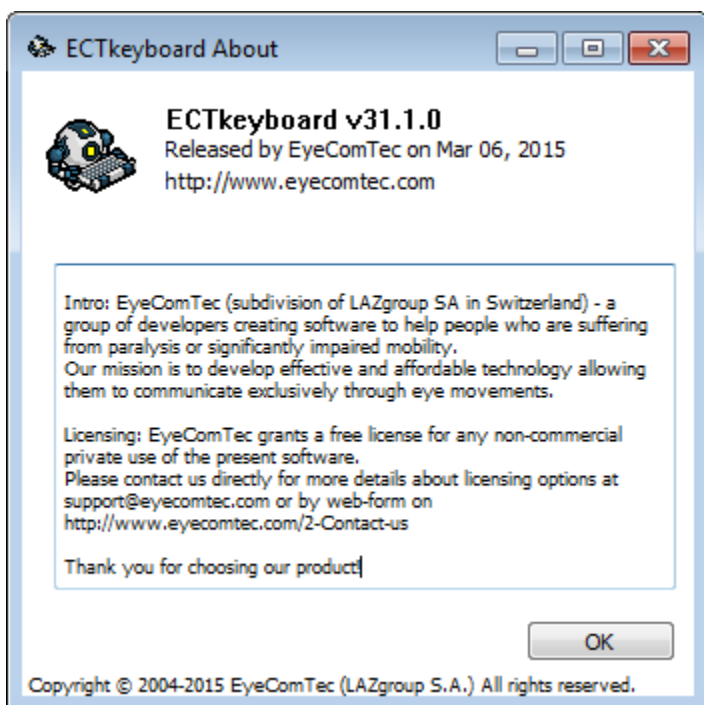 ECTkeyboard About
ECTkeyboard v31.1.0
Released by EyeComTec on Mar 06, 2015
http://www.eyecomtec.com
Intro: EyeComTec (subdivision of LAZgroup SA in Switzerland) - a
group of developers creating software to help people who are suffering
from paralysis or significantly impaired mobility.
Our mission is to develop effective and affordable technology allowing
them to communicate exclusively through eye movements.
Licensing: EyeComTec grants a free license for any non-commercial
private use of the present software.
Please contact us directly for more details about licensing options at
support@eyecomtec.com or by web-form on
http://www.eyecomtec.com/2-Contact-us
Thank you for choosing our product!
OK
Copyright © 2004-2015 EyeComTec (LAZgroup S.A.) All rights reserved.